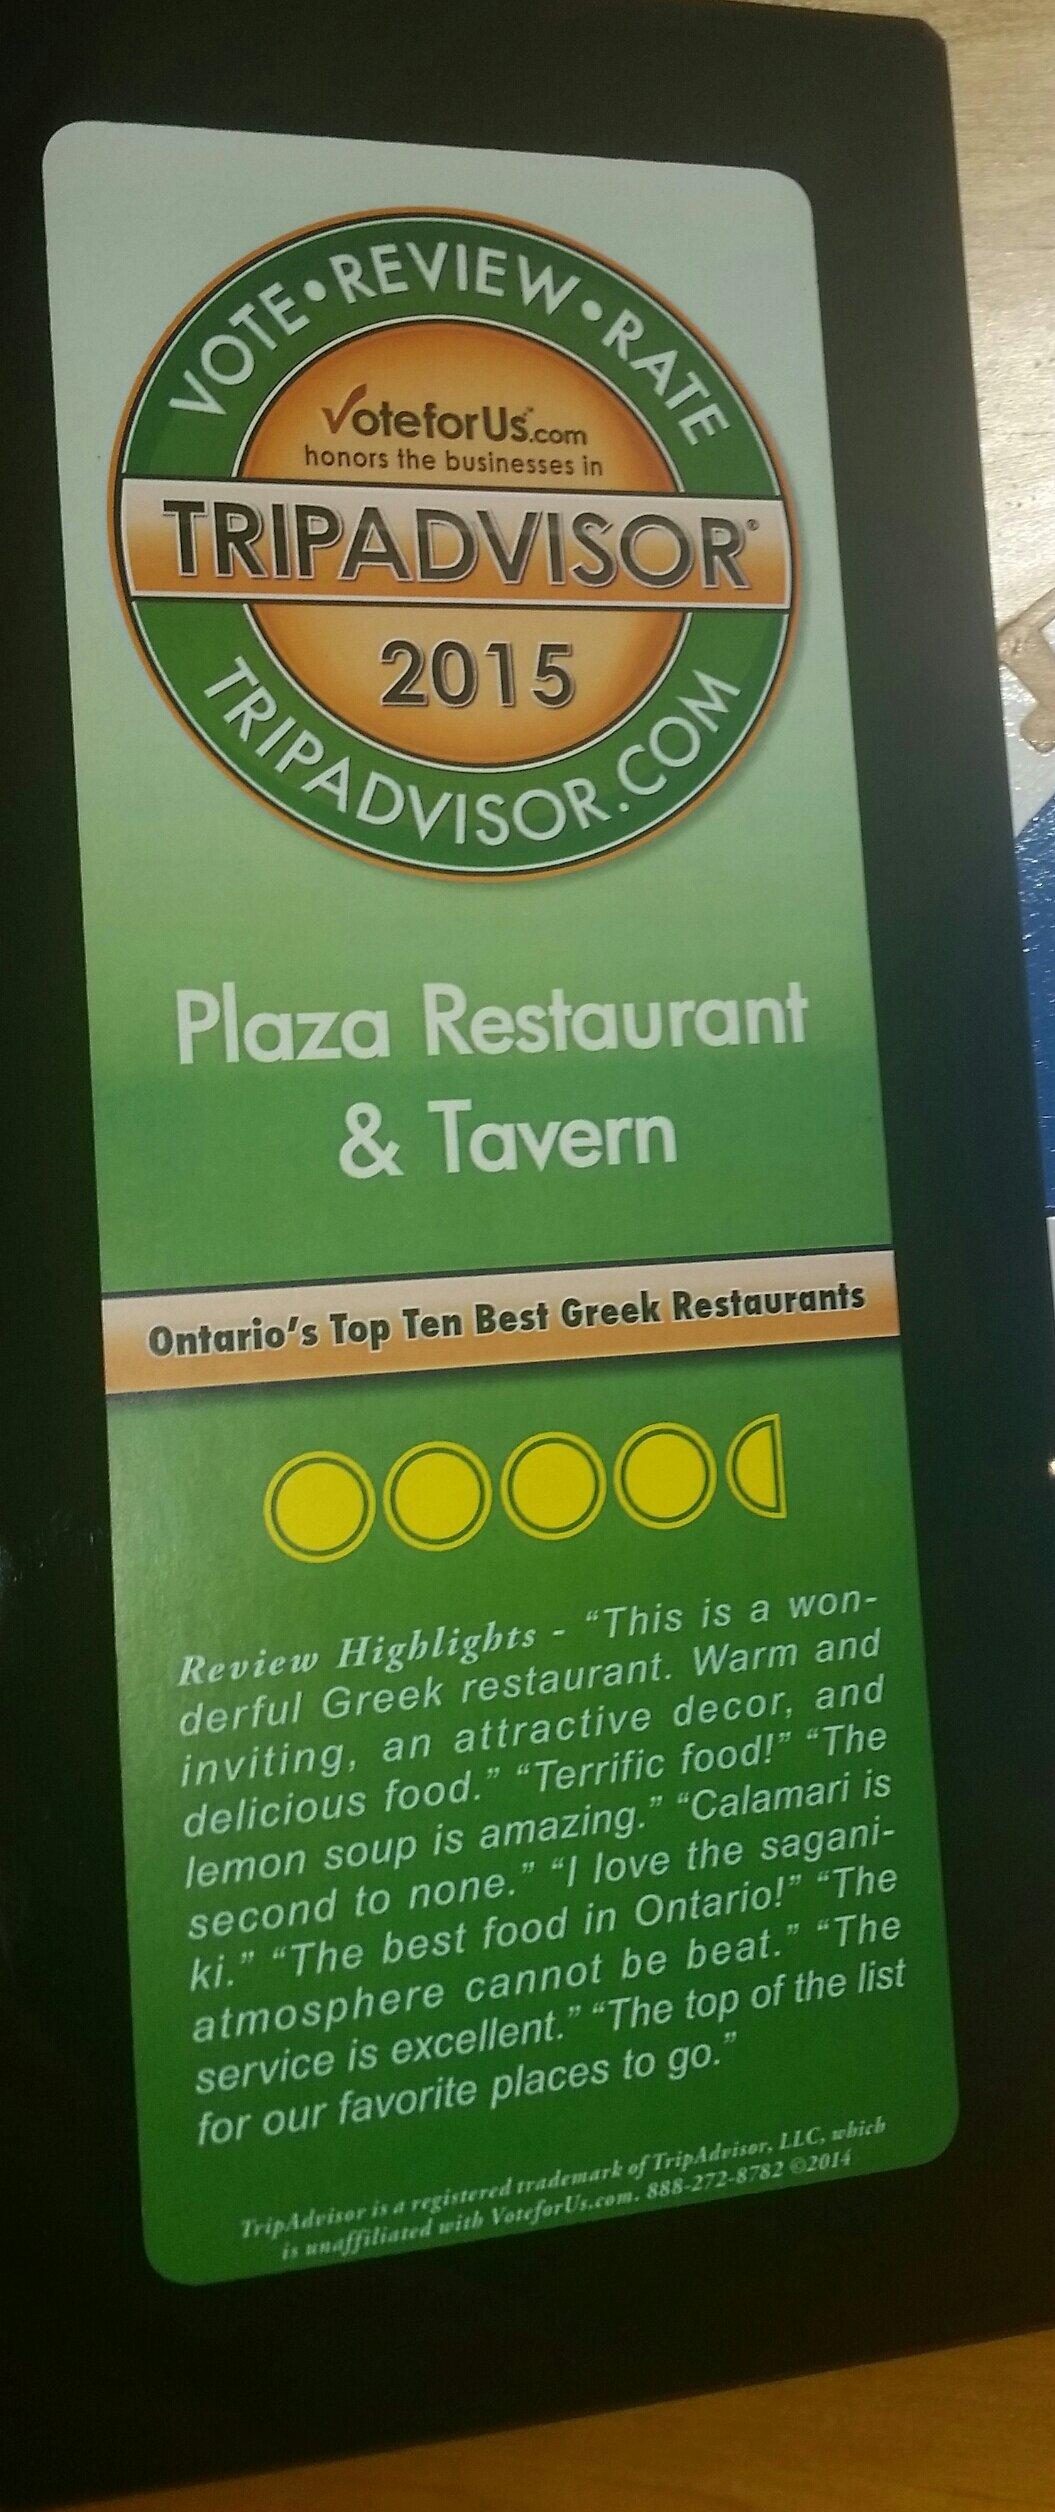 VOTE•REVIEW•RATE
VoteforUs.com
honors the businesses in
TRIPADVISOR®
2015
TRIPADVISOR.COM
Plaza Restaurant
& Tavern
Ontario's Top Ten Best Greek Restaurants
Review Highlights - “This is a won-
derful Greek restaurant. Warm and
inviting, an attractive decor, and
delicious food.” “Terrific food!” “The
lemon soup is amazing.” “Calamari is
second to none.” “I love the sagani-
ki.” “The best food in Ontario!” “The
atmosphere cannot be beat.” “The
service is excellent.” “The top of the list
for our favorite places to go.”
TripAdvisor is a registered trademark of TripAdvisor, LLC, which
is unaffiliated with VoteforUs.com. 888-272-8782 ©2014